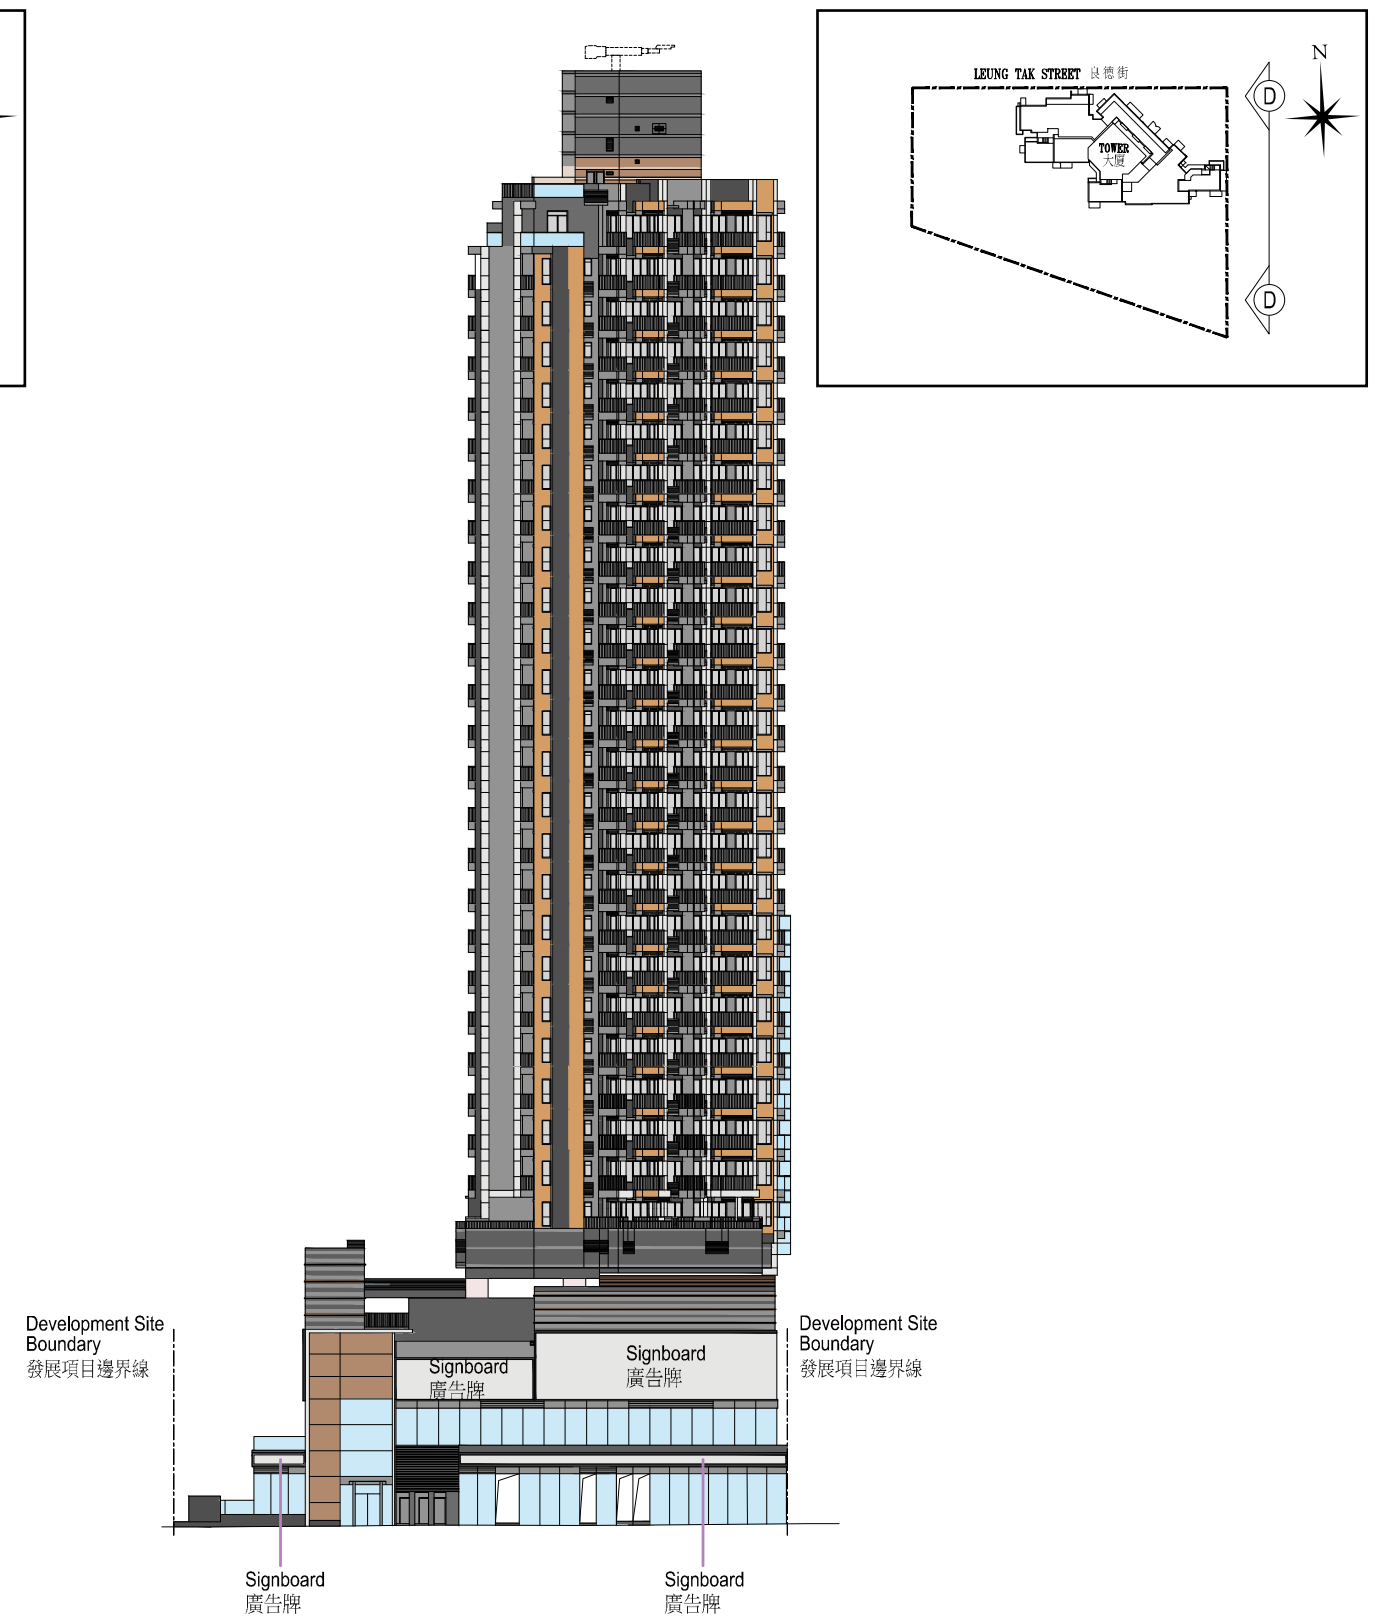 N
LEUNG TAK STREET 良德街
D
TOWER
大廈
D
Development Site
Boundary
發展項目邊界線
Development Site
Boundary
發展項目邊界線
Signboard
廣告牌
Signboard
廣告牌
Signboard
廣告牌
Signboard
廣告牌